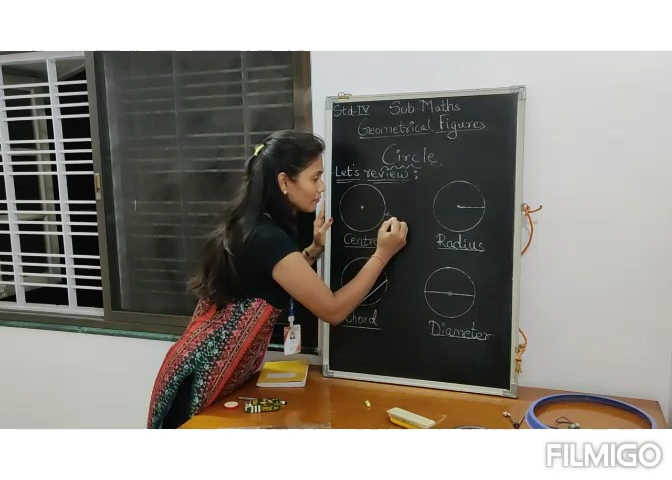 Std-IV Sub-Maths
Geometrical Figures
Circle
Let's review :
Centre
Radius
Chord
Diameter
FILMIGO